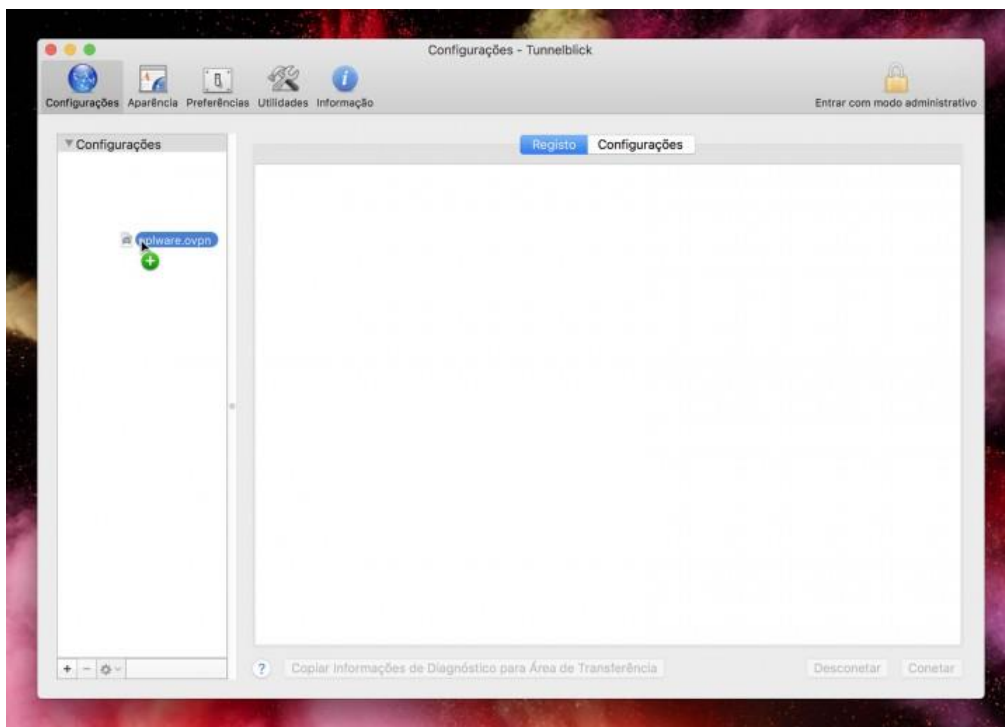 Configurações - Tunnelblick
Configurações Aparência Preferências Utilidades Informação
Entrar com modo administrativo
Configurações
Registo Configurações
pplware.ovpn
+ -
? Copiar Informações de Diagnóstico para Área de Transferência
Desconetar Conetar